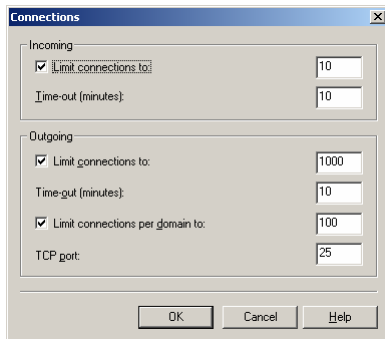 Connections
Incoming
Limit connections to: 10
Time-out (minutes): 10
Outgoing
Limit connections to: 1000
Time-out (minutes): 10
Limit connections per domain to: 100
TCP port: 25
OK Cancel Help